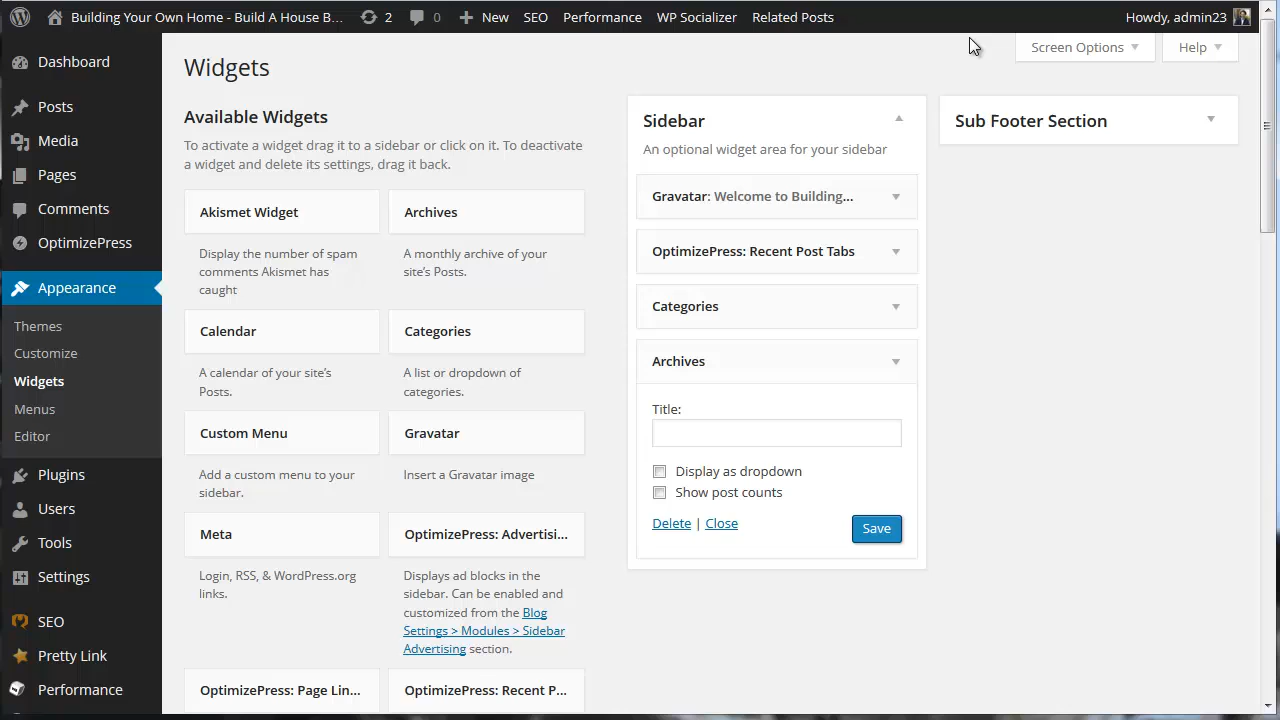 Building Your Own Home - Build A House B... 2 0 New SEO Performance WP Socializer Related Posts Howdy, admin23
Screen Options Help
Dashboard
Posts
Media
Pages
Comments
OptimizePress
Appearance
Themes
Customize
Widgets
Menus
Editor
Plugins
Users
Tools
Settings
SEO
Pretty Link
Performance
Widgets
Available Widgets
To activate a widget drag it to a sidebar or click on it. To deactivate
a widget and delete its settings, drag it back.
Akismet Widget
Display the number of spam
comments Akismet has
caught
Archives
A monthly archive of your
site's Posts.
Calendar
A calendar of your site's
Posts.
Categories
A list or dropdown of
categories.
Custom Menu
Add a custom menu to your
sidebar.
Gravatar
Insert a Gravatar image
Meta
Login, RSS, & WordPress.org
links.
OptimizePress: Advertisi...
Displays ad blocks in the
sidebar. Can be enabled and
customized from the Blog
Settings > Modules > Sidebar
Advertising section.
OptimizePress: Page Lin...
OptimizePress: Recent P...
Sidebar
An optional widget area for your sidebar
Gravatar: Welcome to Building...
OptimizePress: Recent Post Tabs
Categories
Archives
Title:
Display as dropdown
Show post counts
Delete | Close
Save
Sub Footer Section